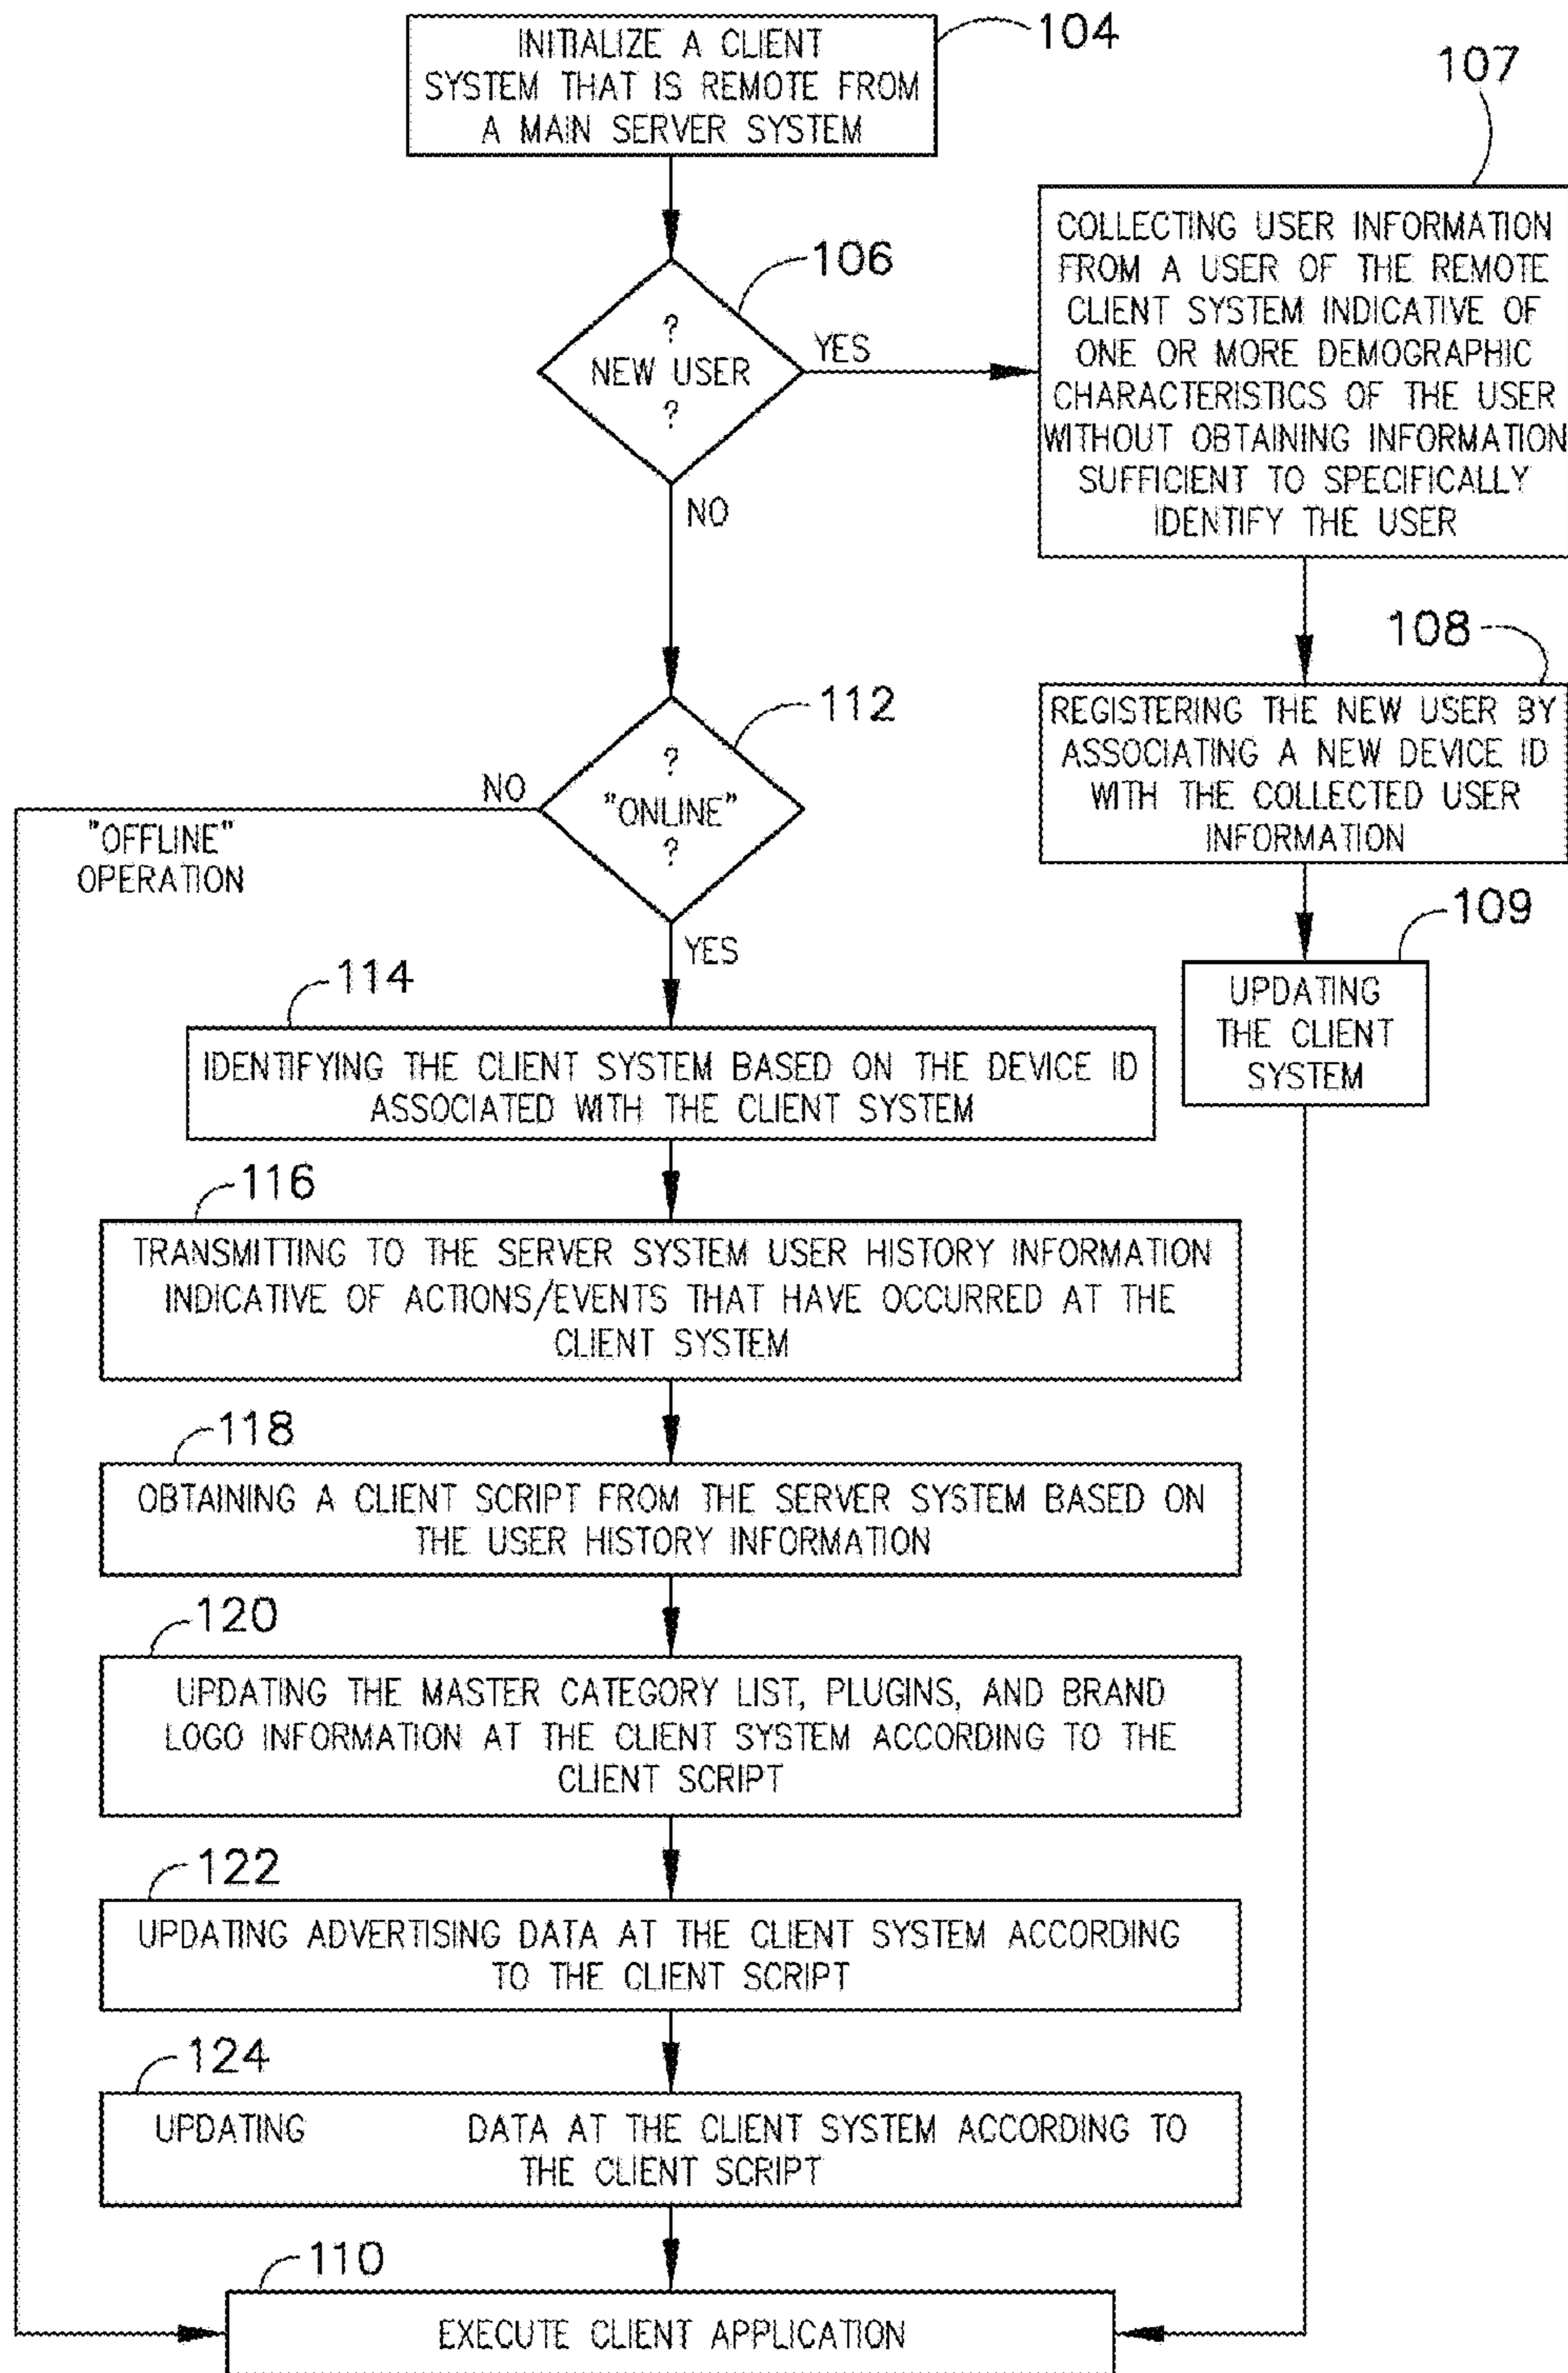 INITIALIZE A CLIENT
SYSTEM THAT IS REMOTE FROM
A MAIN SERVER SYSTEM
104
107
COLLECTING USER INFORMATION
FROM A USER OF THE REMOTE
CLIENT SYSTEM INDICATIVE OF
ONE OR MORE DEMOGRAPHIC
CHARACTERISTICS OF THE USER
WITHOUT OBTAINING INFORMATION
SUFFICIENT TO SPECIFICALLY
IDENTIFY THE USER
106
?
NEW USER
?
YES
NO
108
REGISTERING THE NEW USER BY
ASSOCIATING A NEW DEVICE ID
WITH THE COLLECTED USER
INFORMATION
112
?
"ONLINE"
?
NO
"OFFLINE"
OPERATION
YES
109
UPDATING
THE CLIENT
SYSTEM
114
IDENTIFYING THE CLIENT SYSTEM BASED ON THE DEVICE ID
ASSOCIATED WITH THE CLIENT SYSTEM
116
TRANSMITTING TO THE SERVER SYSTEM USER HISTORY INFORMATION
INDICATIVE OF ACTIONS/EVENTS THAT HAVE OCCURRED AT THE
CLIENT SYSTEM
118
OBTAINING A CLIENT SCRIPT FROM THE SERVER SYSTEM BASED ON
THE USER HISTORY INFORMATION
120
UPDATING THE MASTER CATEGORY LIST, PLUGINS, AND BRAND
LOGO INFORMATION AT THE CLIENT SYSTEM ACCORDING TO THE
CLIENT SCRIPT
122
UPDATING ADVERTISING DATA AT THE CLIENT SYSTEM ACCORDING
TO THE CLIENT SCRIPT
124
UPDATING DATA AT THE CLIENT SYSTEM ACCORDING TO
THE CLIENT SCRIPT
110
EXECUTE CLIENT APPLICATION